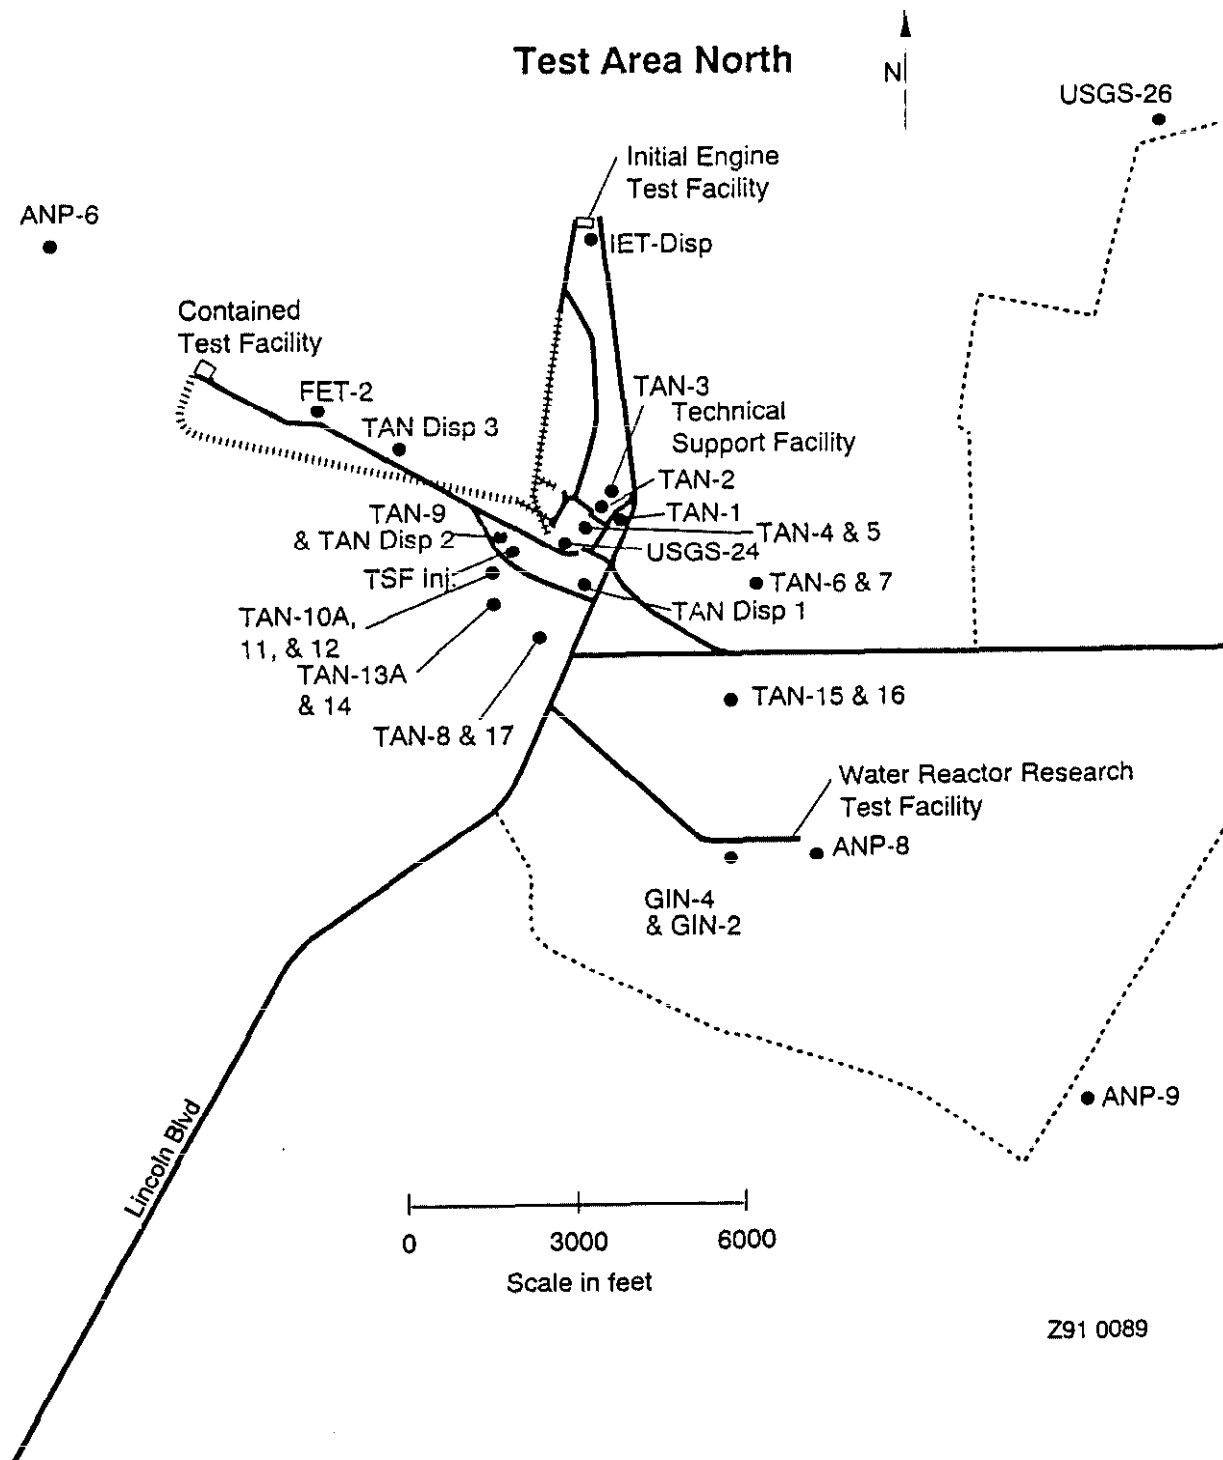 Test Area North
N
USGS-26
Initial Engine
Test Facility
ANP-6
IET-Disp
Contained
Test Facility
FET-2
TAN-3
TAN Disp 3
Technical
Support Facility
TAN-2
TAN-9
& TAN Disp 2
TAN-1
TAN-4 & 5
USGS-24
TSF Inj.
TAN-6 & 7
TAN Disp 1
TAN-10A,
11, & 12
TAN-13A
& 14
TAN-15 & 16
TAN-8 & 17
Water Reactor Research
Test Facility
ANP-8
GIN-4
& GIN-2
ANP-9
Lincoln Blvd
0 3000 6000
Scale in feet
Z91 0089